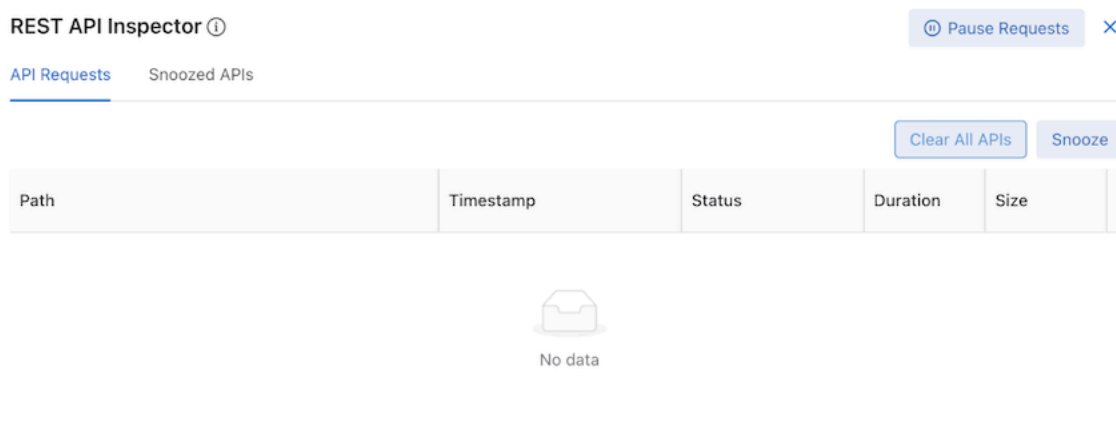 REST API Inspector
Pause Requests
API Requests Snoozed APIs
Clear All APIs Snooze
Path Timestamp Status Duration Size
No data